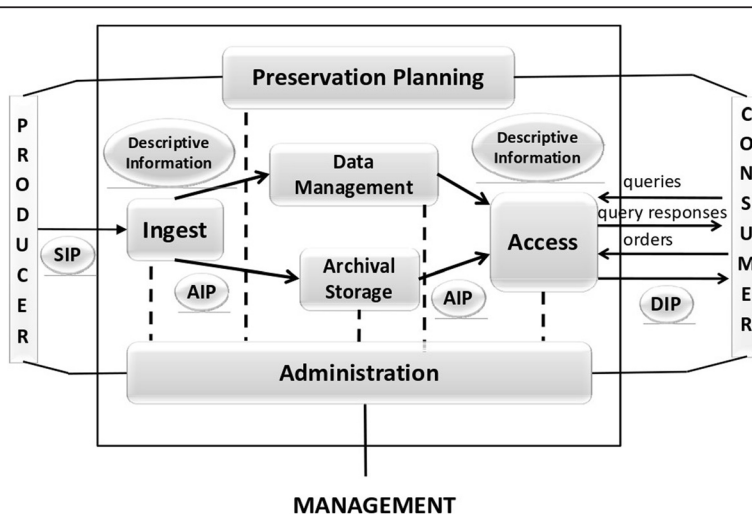 Preservation Planning
PRODUCER
CONSUMER
Descriptive
Information
Data
Management
Descriptive
Information
queries
query responses
orders
Ingest
Access
SIP
AIP
Archival
Storage
AIP
DIP
Administration
MANAGEMENT